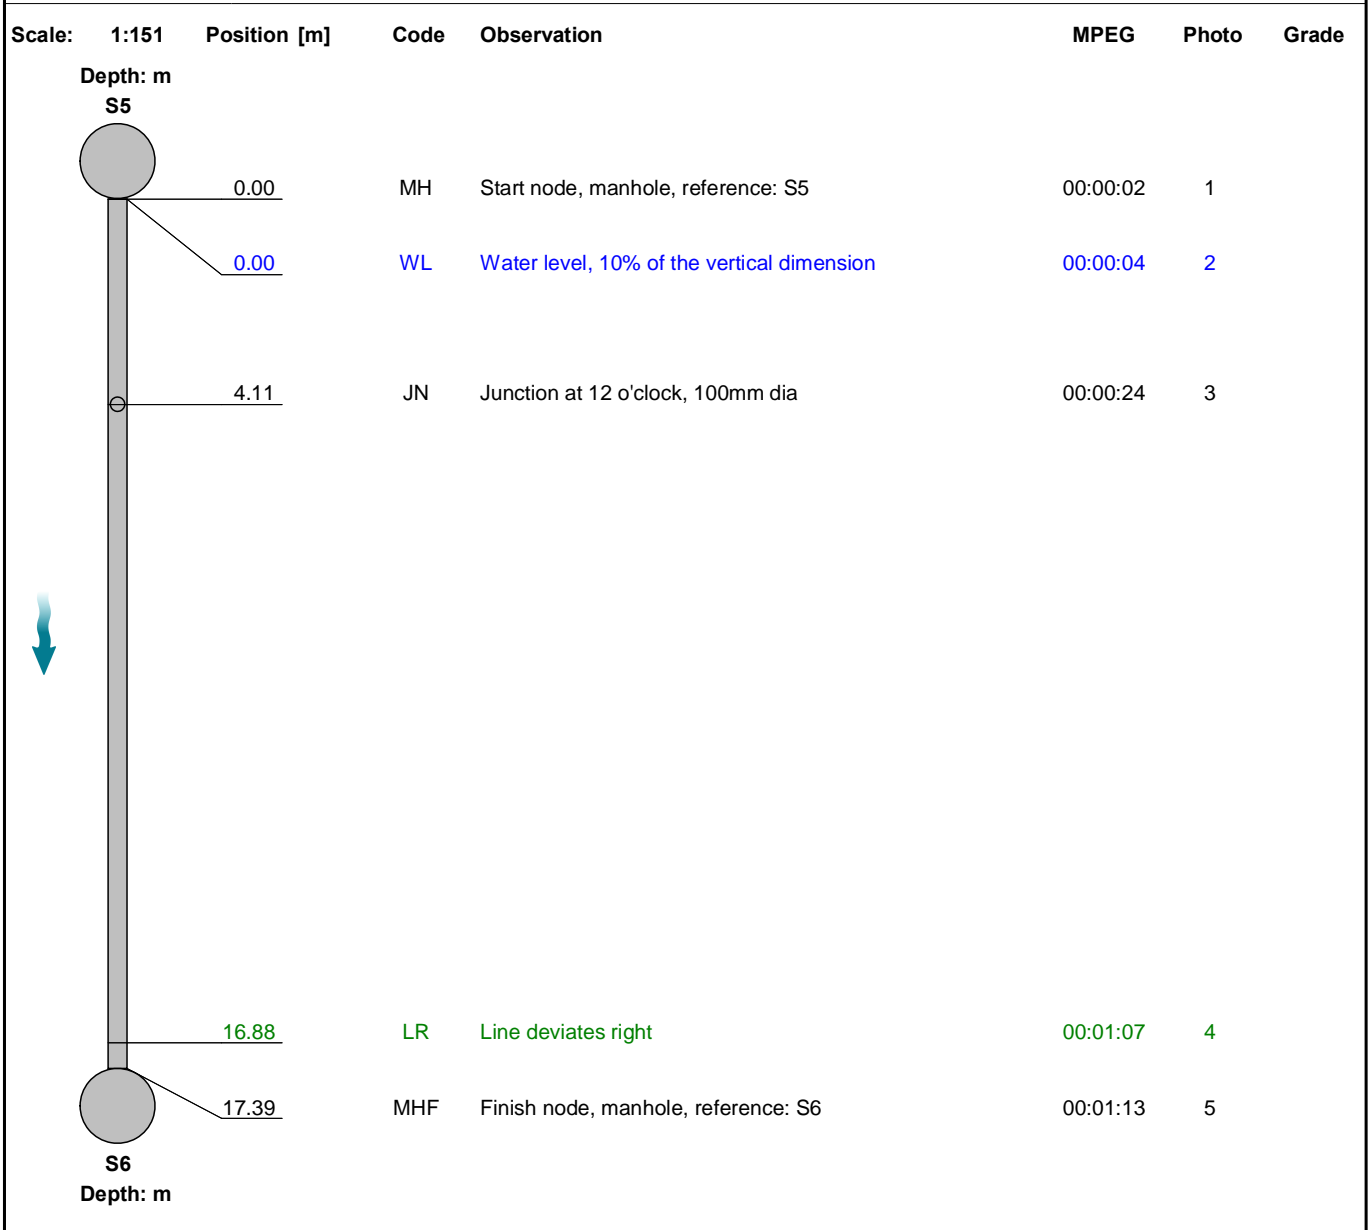 Scale: 1:151 Position [m] Code Observation MPEG Photo Grade
Depth: m
S5
0.00 MH Start node, manhole, reference: S5 00:00:02 1
0.00 WL Water level, 10% of the vertical dimension 00:00:04 2
4.11 JN Junction at 12 o'clock, 100mm dia 00:00:24 3
16.88 LR Line deviates right 00:01:07 4
17.39 MHF Finish node, manhole, reference: S6 00:01:13 5
S6
Depth: m